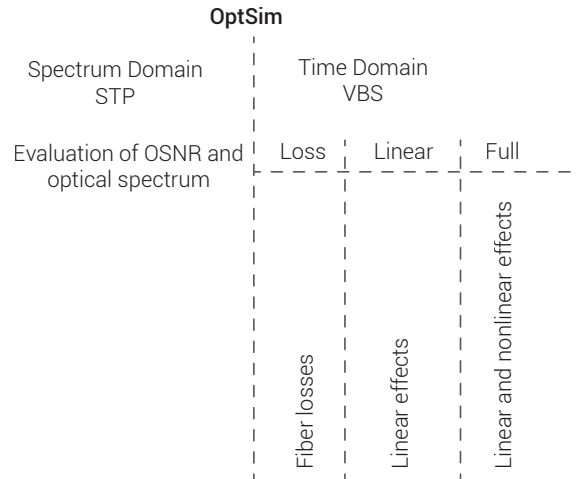 OptSim
Spectrum Domain
STP
Time Domain
VBS
Evaluation of OSNR and
optical spectrum
Loss
Linear
Full
Fiber losses
Linear effects
Linear and nonlinear effects